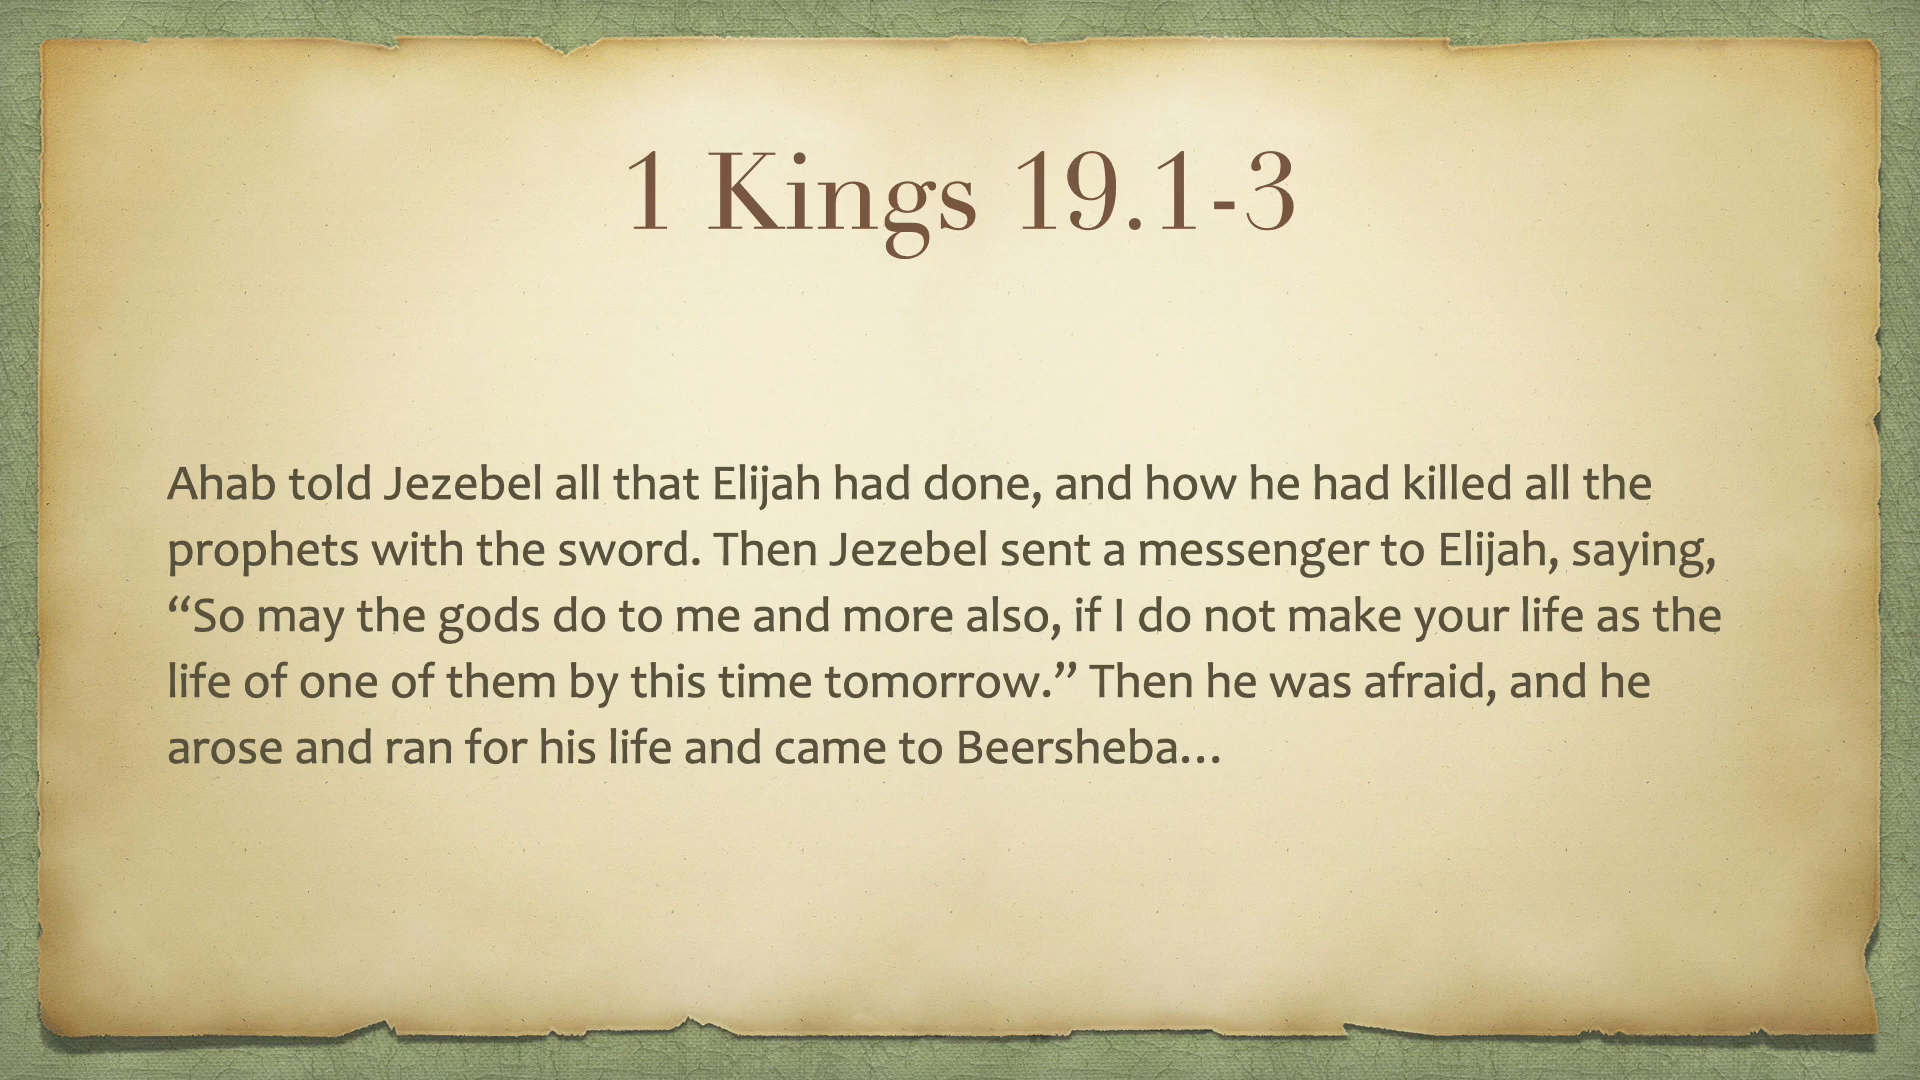 1 Kings 19.1-3
Ahab told Jezebel all that Elijah had done, and how he had killed all the
prophets with the sword. Then Jezebel sent a messenger to Elijah, saying,
“So may the gods do to me and more also, if I do not make your life as the
life of one of them by this time tomorrow.” Then he was afraid, and he
arose and ran for his life and came to Beersheba…